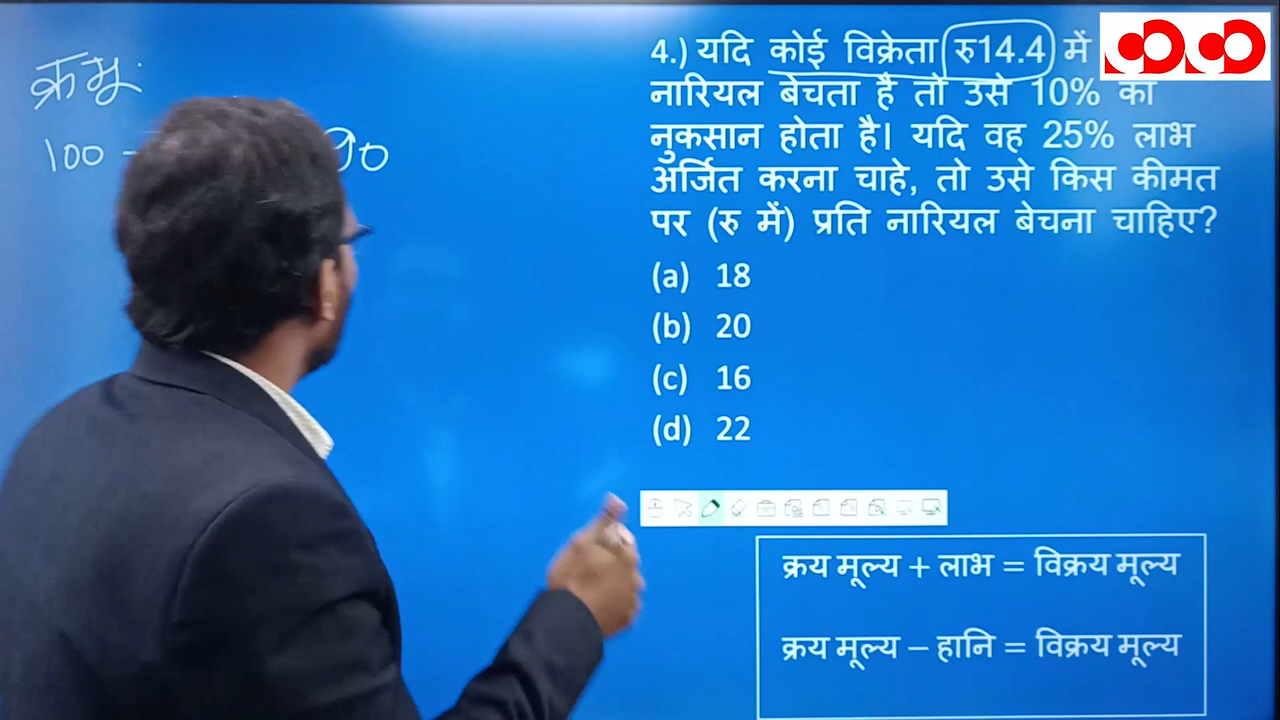 क्र॰मू॰
100 -
90
4.) यदि कोई विक्रेता रु14.4 में
नारियल बेचता है तो उसे 10% का
नुकसान होता है। यदि वह 25% लाभ
अर्जित करना चाहे, तो उसे किस कीमत
पर (रु में) प्रति नारियल बेचना चाहिए?
(a) 18
(b) 20
(c) 16
(d) 22
क्रय मूल्य + लाभ = विक्रय मूल्य
क्रय मूल्य – हानि = विक्रय मूल्य